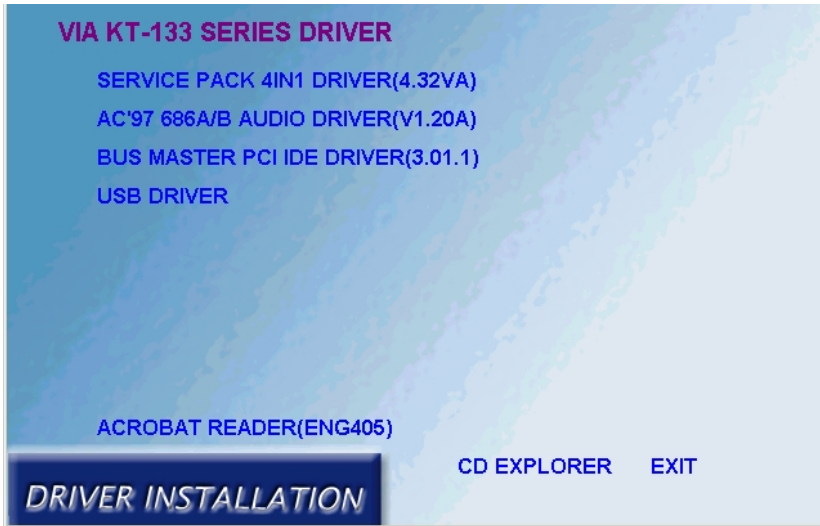 VIA KT-133 SERIES DRIVER
SERVICE PACK 4IN1 DRIVER(4.32VA)
AC'97 686A/B AUDIO DRIVER(V1.20A)
BUS MASTER PCI IDE DRIVER(3.01.1)
USB DRIVER
ACROBAT READER(ENG405)
CD EXPLORER EXIT
DRIVER INSTALLATION